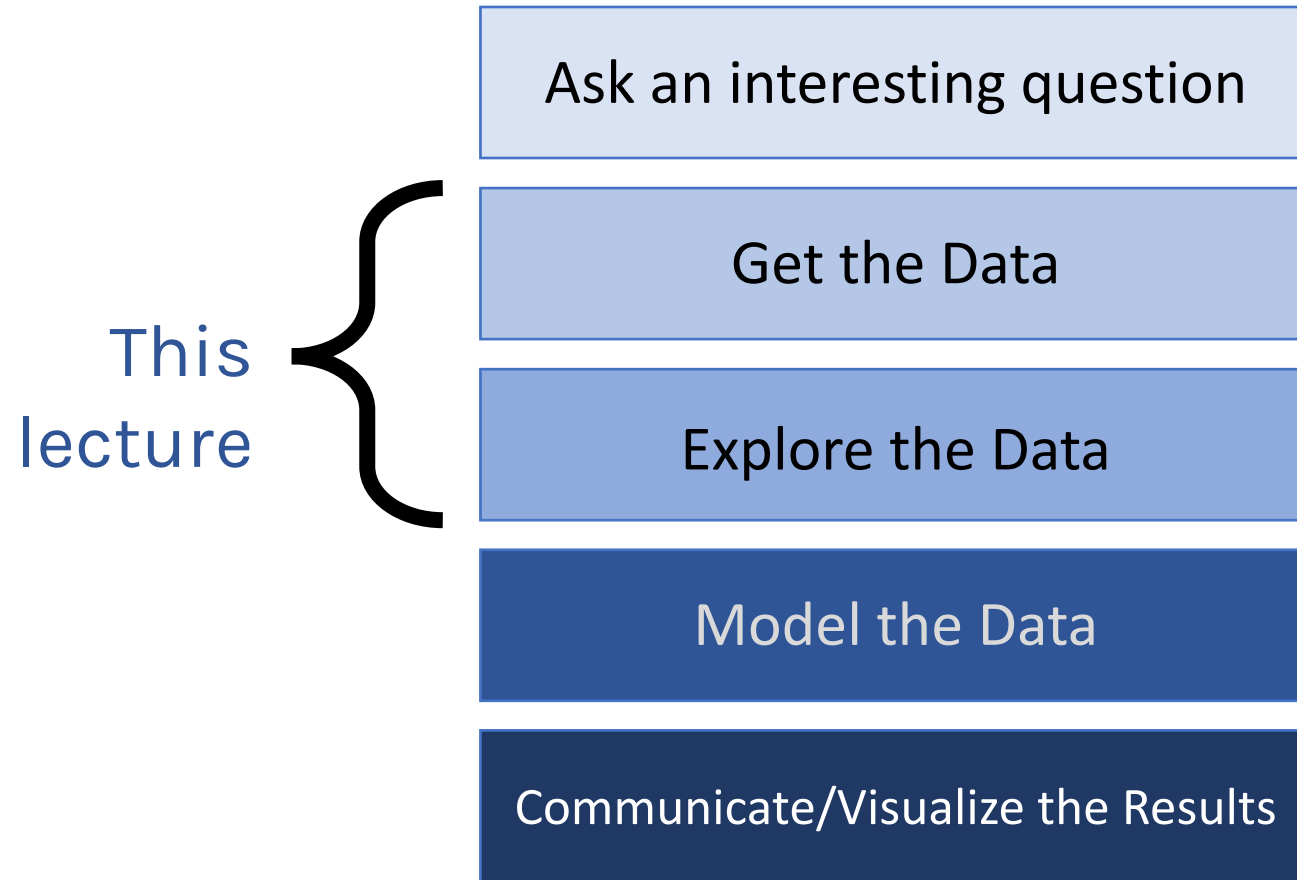 Ask an interesting question
Get the Data
This
lecture
Explore the Data
Model the Data
Communicate/Visualize the Results